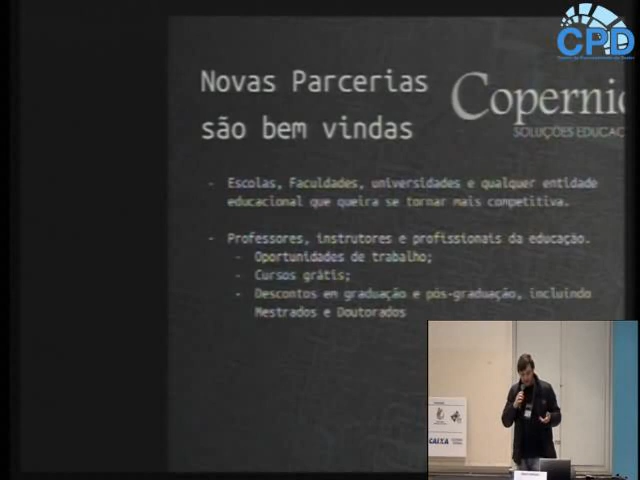 CPD
Novas Parcerias
são bem vindas
Copernic
SOLUÇÕES EDUCAC
- Escolas, Faculdades, universidades e qualquer entidade
educacional que queira se tornar mais competitiva.
- Professores, instrutores e profissionais da educação.
- Oportunidades de trabalho;
- Cursos grátis;
- Descontos em graduação e pós-graduação, incluindo
Mestrados e Doutorados
CAIXA